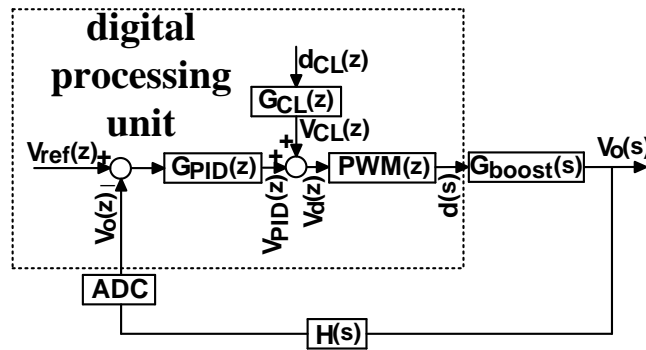 digital
processing
unit
dCL(z)
GCL(z)
VCL(z)
Vref(z)
+
−
GPID(z)
+
+
PWM(z)
Gboost(s)
Vo(s)
Vo(z)
VPID(z)
Vd(z)
d(s)
ADC
H(s)